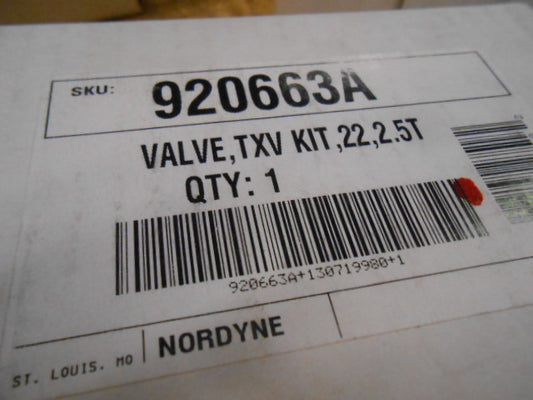 SKU: 920663A
VALVE,TXV KIT ,22,2.5T
QTY: 1
920663A+130719980+1
ST. LOUIS. MO NORDYNE